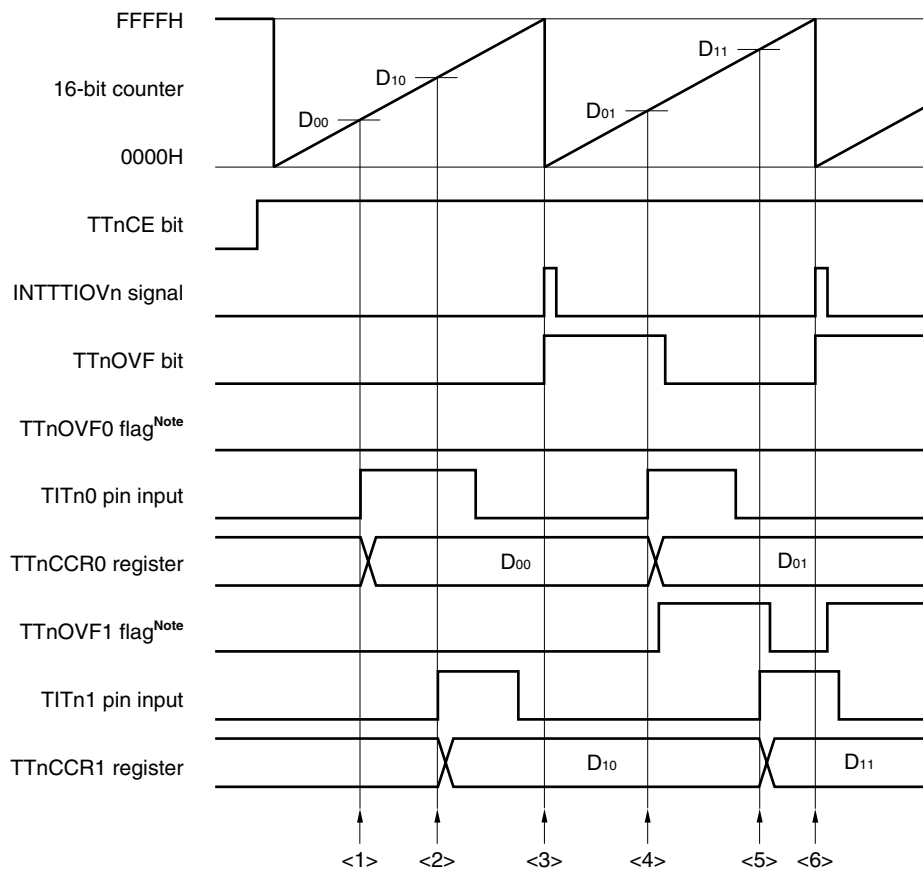 FFFFH
D11
D10
16-bit counter
D01
D00
0000H
TTnCE bit
INTTTIOVn signal
TTnOVF bit
TTnOVF0 flagNote
TITn0 pin input
TTnCCR0 register
D00
D01
TTnOVF1 flagNote
TITn1 pin input
TTnCCR1 register
D10
D11
<1>
<2>
<3>
<4>
<5>
<6>